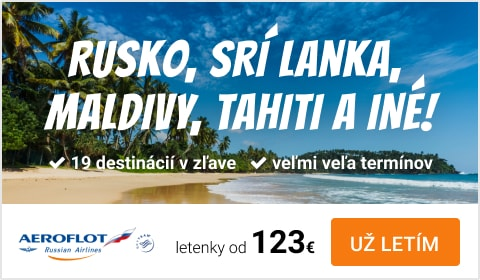 RUSKO, SRÍ LANKA,
MALDIVY, TAHITI A INÉ!
19 destinácií v zľave veľmi veľa termínov
AEROFLOT
Russian Airlines
letenky od 123€
UŽ LETÍM